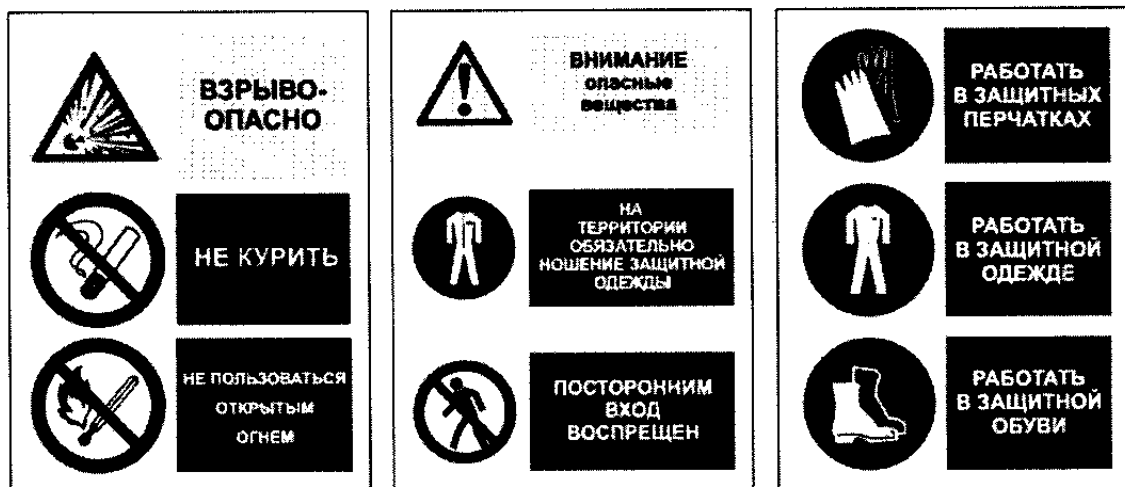 ВЗРЫВО-
ОПАСНО
НЕ КУРИТЬ
НЕ ПОЛЬЗОВАТЬСЯ
ОТКРЫТЫМ
ОГНЕМ
ВНИМАНИЕ
опасные
вещества
НА
ТЕРРИТОРИИ
ОБЯЗАТЕЛЬНО
НОШЕНИЕ ЗАЩИТНОЙ
ОДЕЖДЫ
ПОСТОРОННИМ
ВХОД
ВОСПРЕЩЕН
РАБОТАТЬ
В ЗАЩИТНЫХ
ПЕРЧАТКАХ
РАБОТАТЬ
В ЗАЩИТНОЙ
ОДЕЖДЕ
РАБОТАТЬ
В ЗАЩИТНОЙ
ОБУВИ